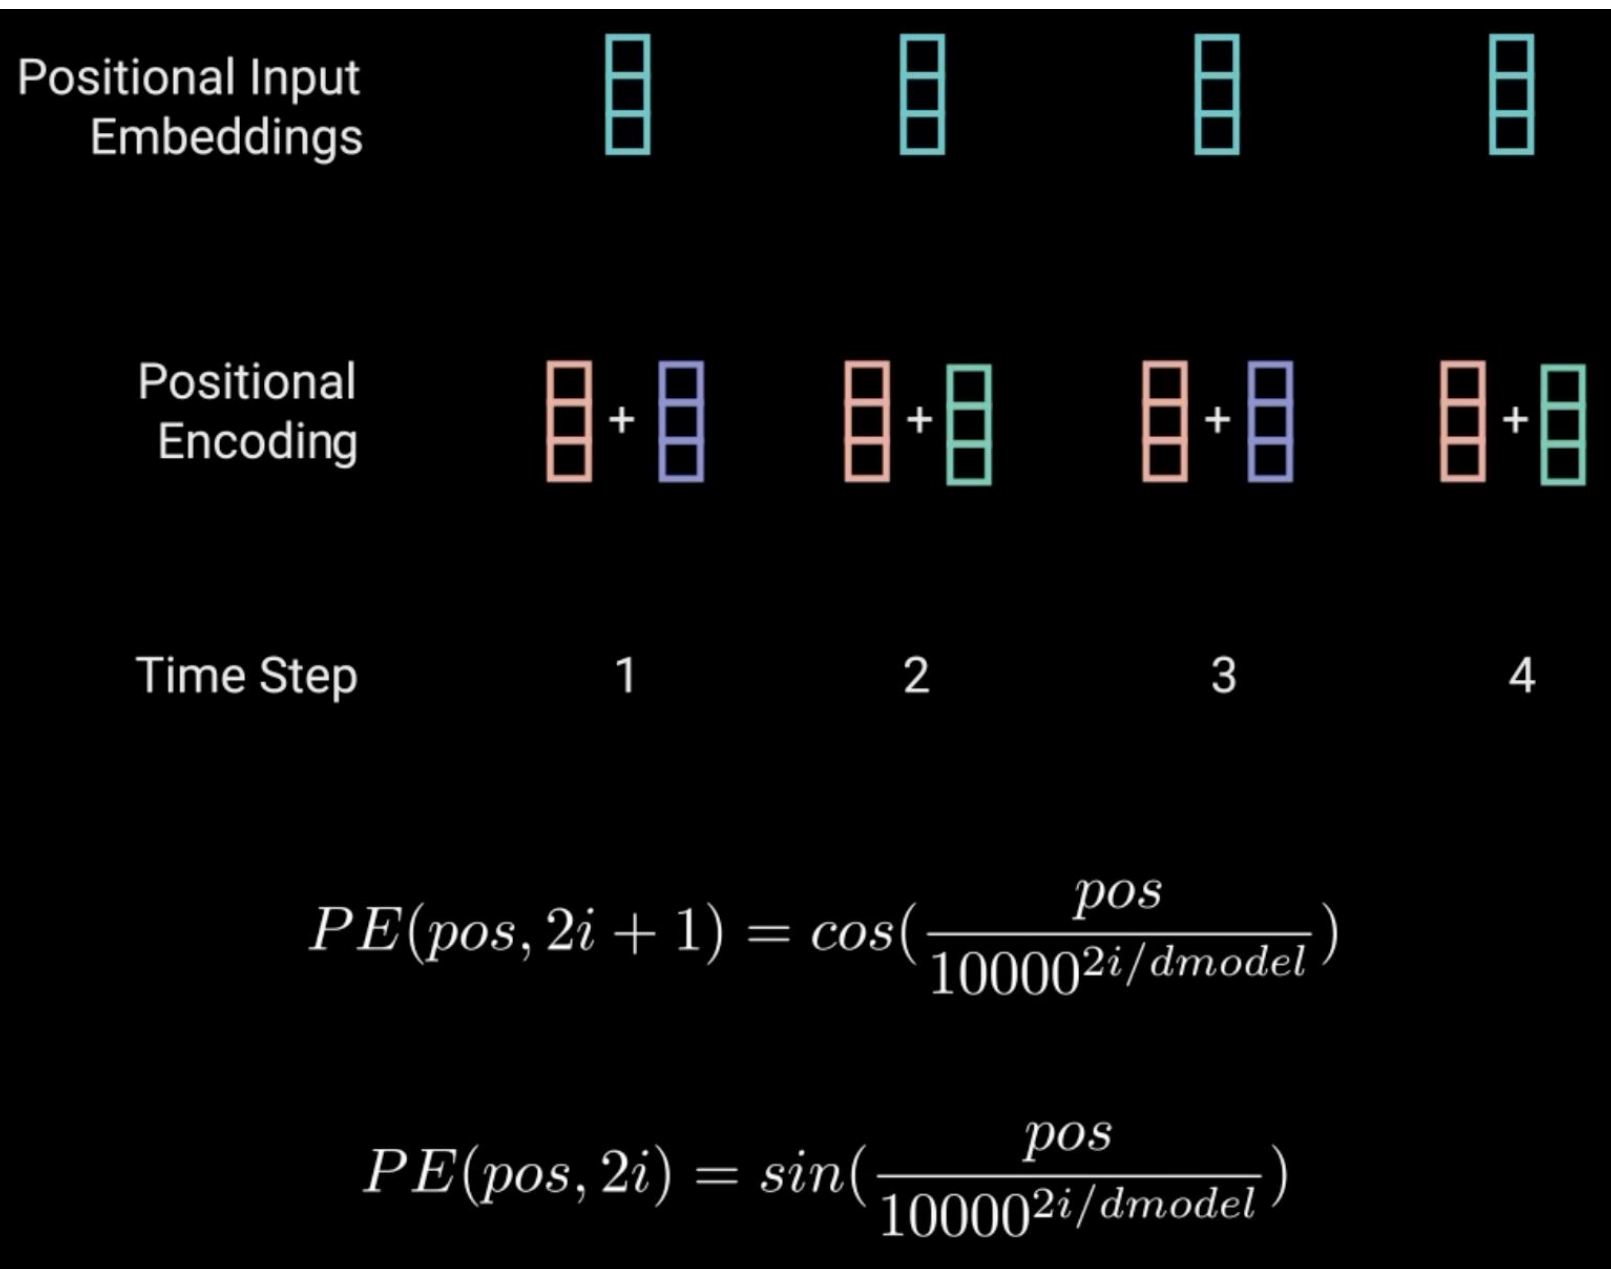 Positional Input
Embeddings
Positional
Encoding
+ + + +
Time Step 1 2 3 4
PE(pos, 2i + 1) = cos(pos / 10000^{2i/dmodel})
PE(pos, 2i) = sin(pos / 10000^{2i/dmodel})